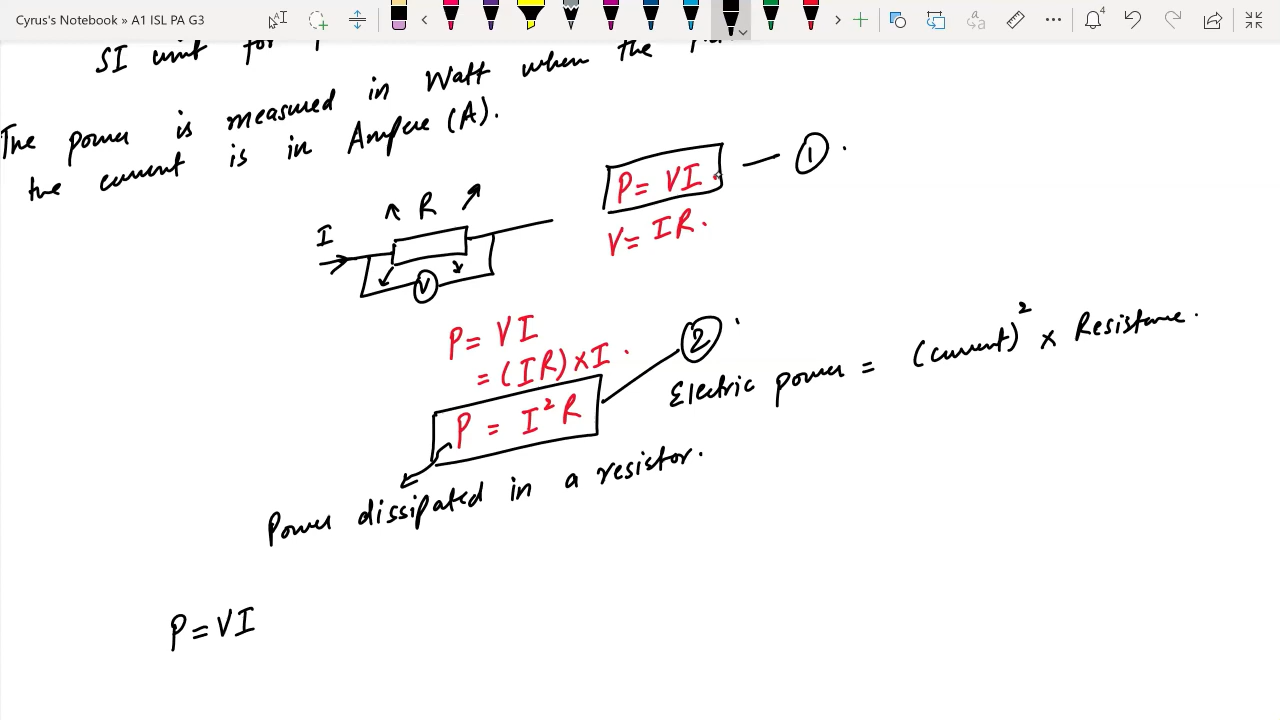 Cyrus's Notebook » A1 ISL PA G3
4
SI unit for
The power is measured in Watt when the
the current is in Ampere (A).
R
I
V
P = VI. — ①.
V = IR.
P = VI
= (IR) × I.
②.
P = I² R
Electric power = (current)² × Resistance.
Power dissipated in a resistor.
P = VI